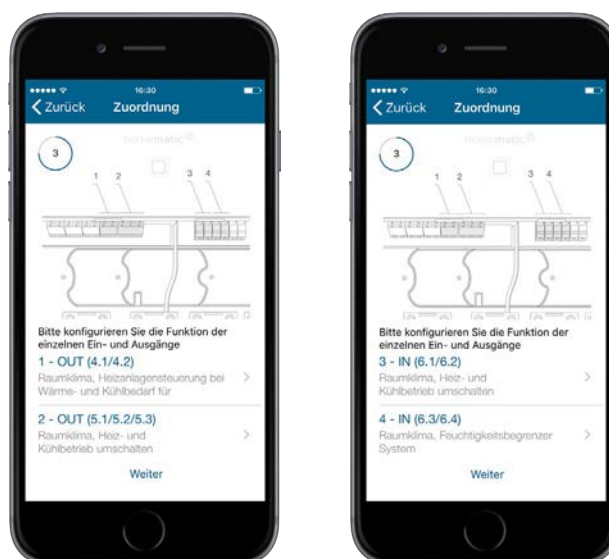 16:30
Zurück Zuordnung
homematic IP
3
1 2 3 4
Bitte konfigurieren Sie die Funktion der
einzelnen Ein- und Ausgänge
1 - OUT (4.1/4.2)
Raumklima, Heizanlagensteuerung bei
Wärme- und Kühlbedarf für
2 - OUT (5.1/5.2/5.3)
Raumklima, Heiz- und
Kühlbetrieb umschalten
Weiter
16:30
Zurück Zuordnung
homematic IP
3
1 2 3 4
Bitte konfigurieren Sie die Funktion der
einzelnen Ein- und Ausgänge
3 - IN (6.1/6.2)
Raumklima, Heiz- und
Kühlbetrieb umschalten
4 - IN (6.3/6.4)
Raumklima, Feuchtigkeitsbegrenzer
System
Weiter